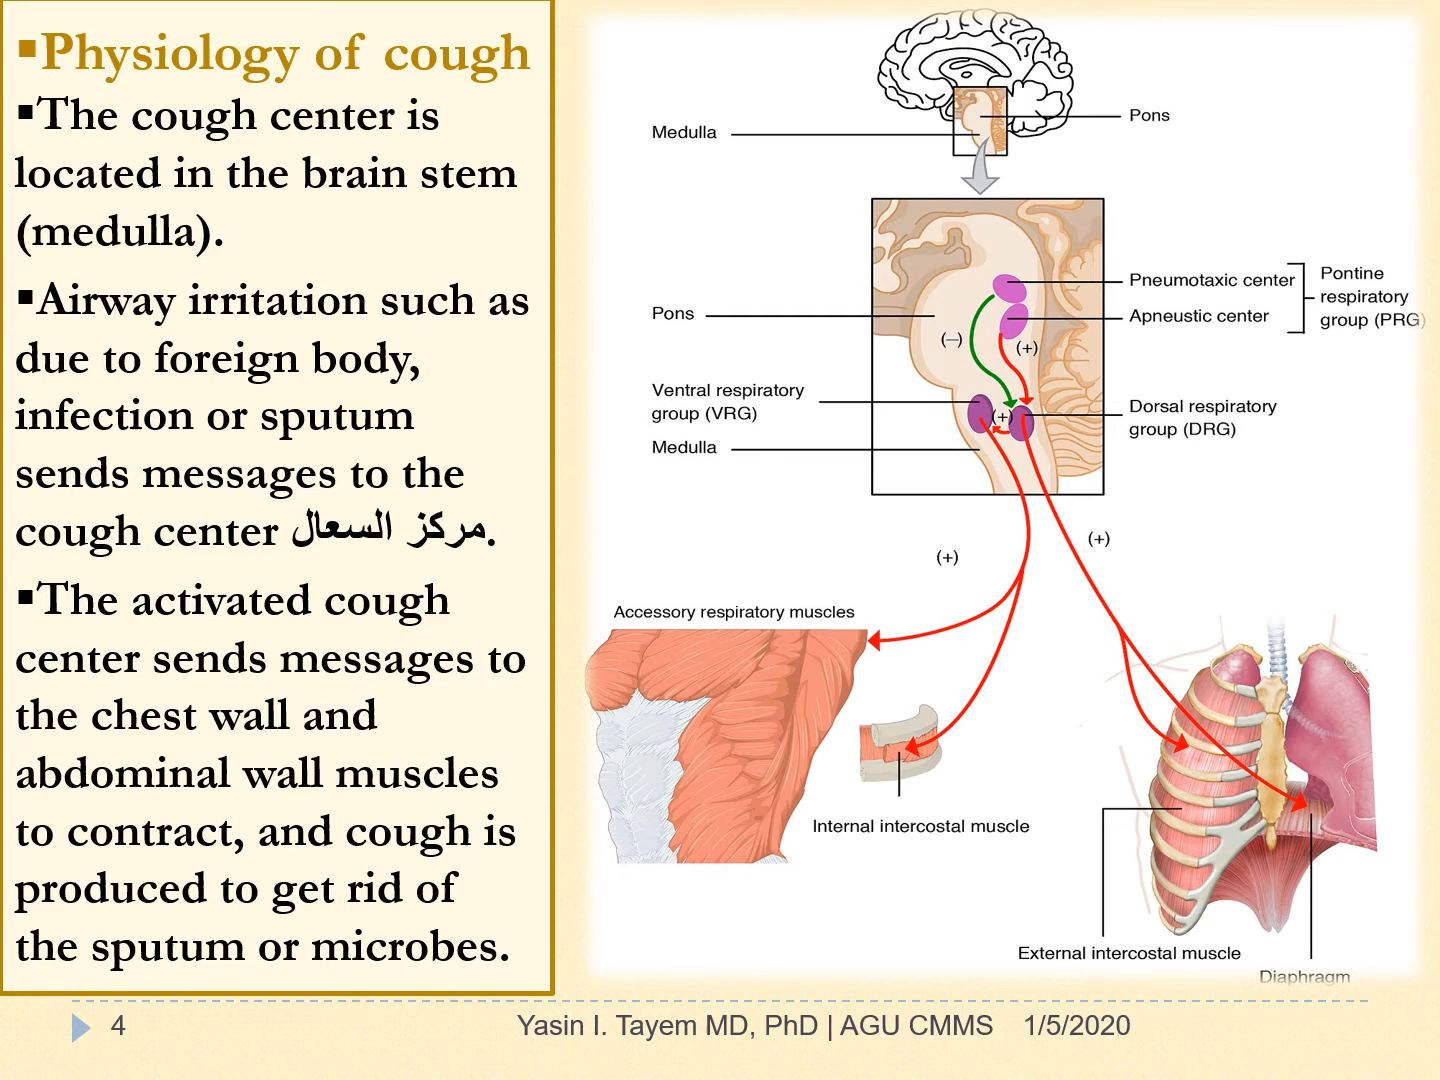 ▪Physiology of cough
▪The cough center is
located in the brain stem
(medulla).
▪Airway irritation such as
due to foreign body,
infection or sputum
sends messages to the
cough center مركز السعال.
▪The activated cough
center sends messages to
the chest wall and
abdominal wall muscles
to contract, and cough is
produced to get rid of
the sputum or microbes.
Medulla
Pons
Pneumotaxic center
Apneustic center
Pontine
respiratory
group (PRG)
Pons
(–)
(+)
Ventral respiratory
group (VRG)
(+)
Dorsal respiratory
group (DRG)
Medulla
(+)
(+)
Accessory respiratory muscles
Internal intercostal muscle
External intercostal muscle
Diaphragm
4
Yasin I. Tayem MD, PhD | AGU CMMS
1/5/2020